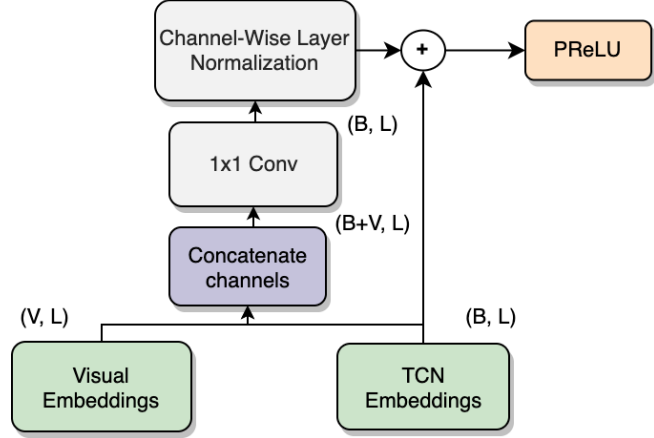 Channel-Wise Layer
Normalization
+
PReLU
(B, L)
1x1 Conv
(B+V, L)
Concatenate
channels
(V, L)
(B, L)
Visual
Embeddings
TCN
Embeddings